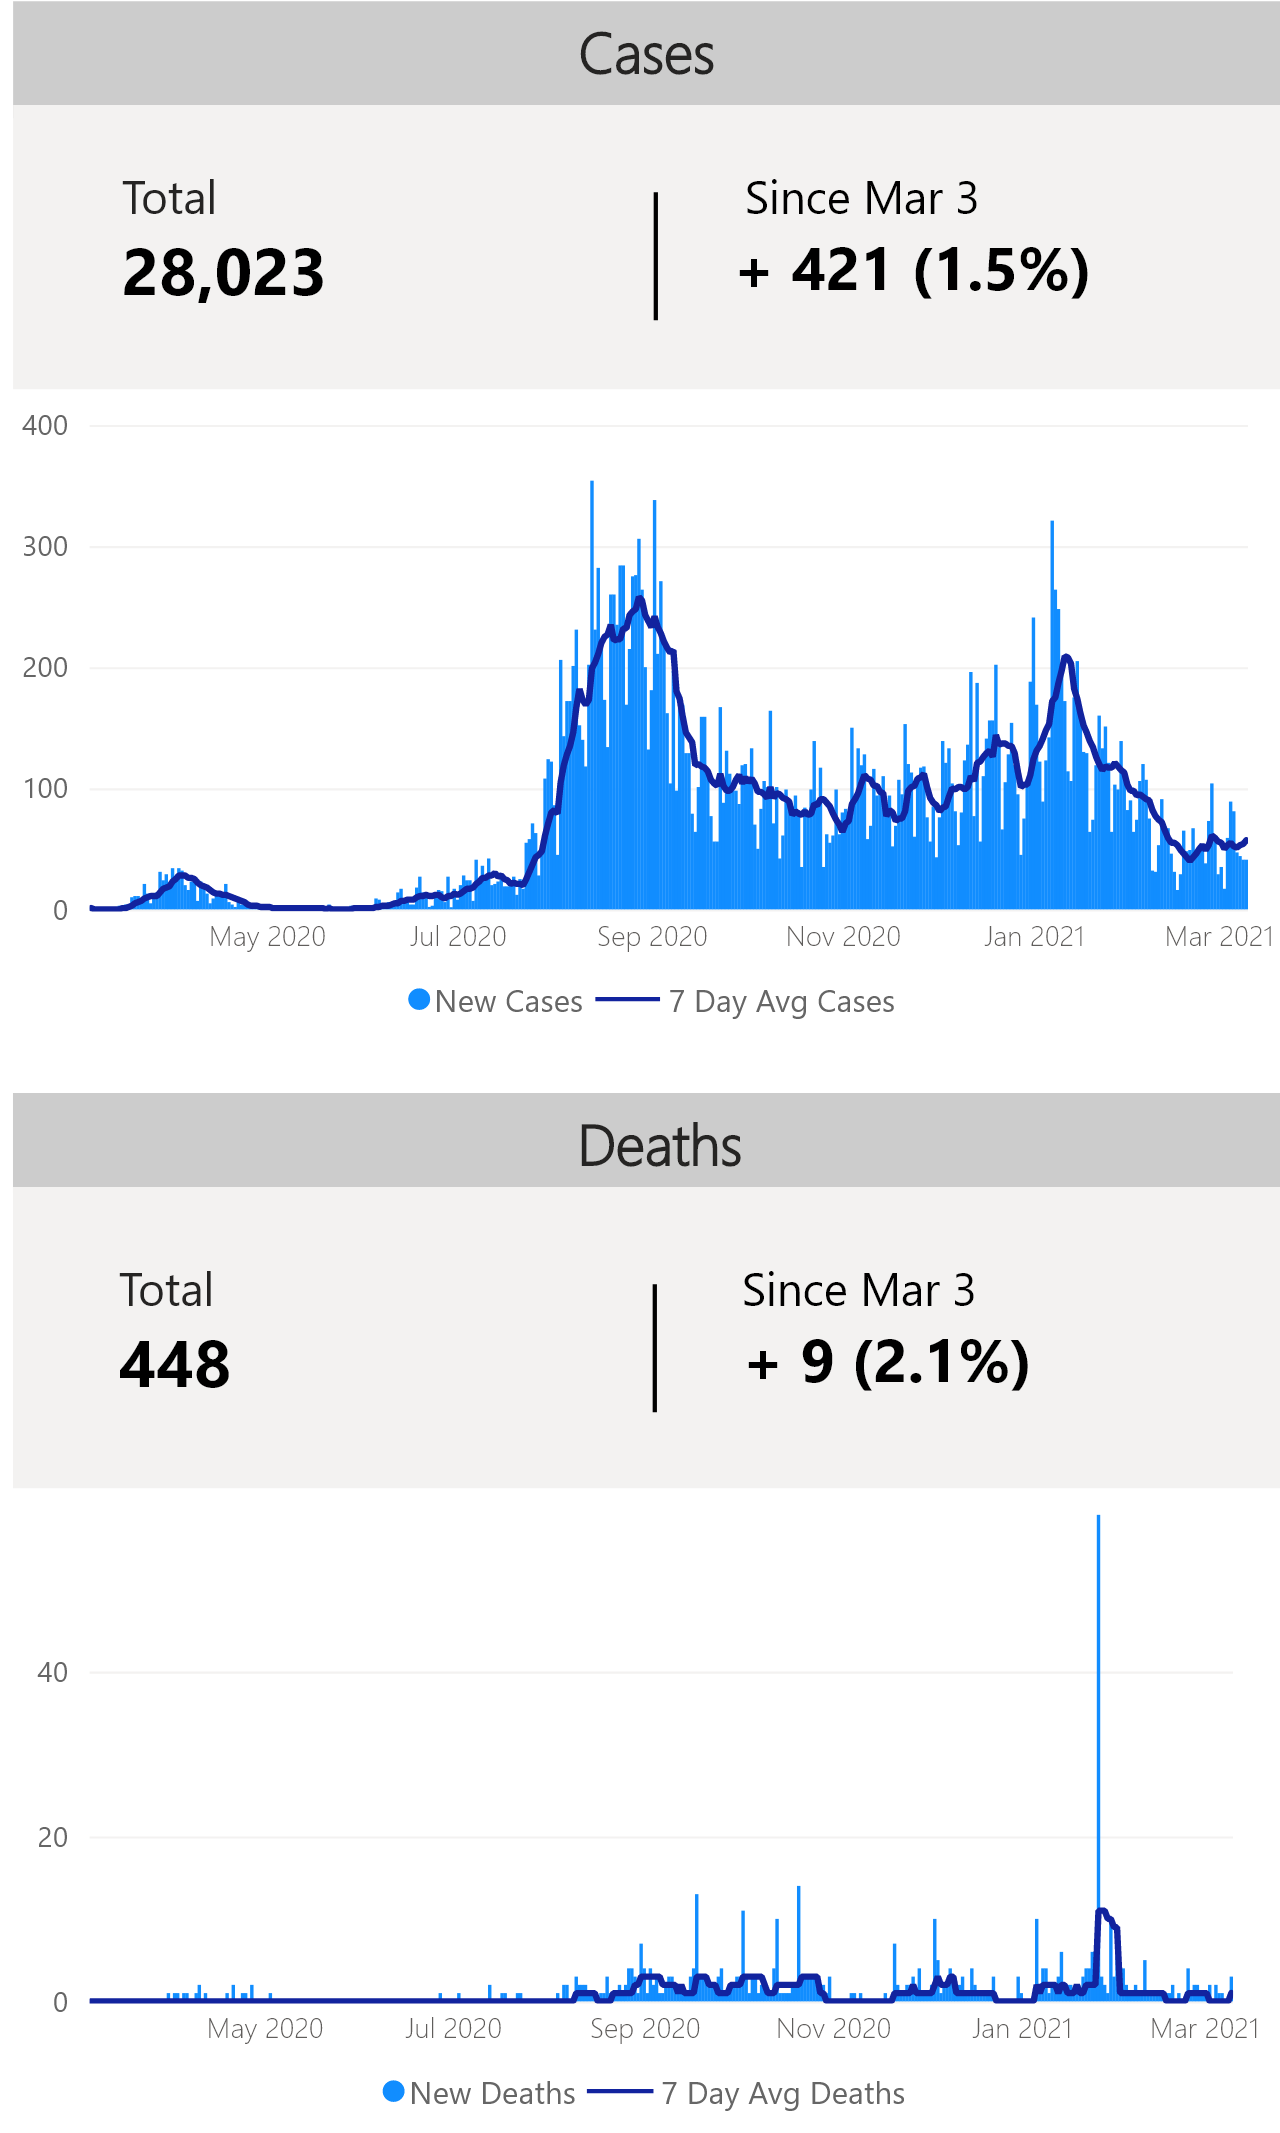 Cases
Total
Since Mar 3
28,023
+ 421 (1.5%)
400
300
200
100
0
May 2020
Jul 2020
Sep 2020
Nov 2020
Jan 2021
Mar 2021
New Cases
7 Day Avg Cases
Deaths
Total
Since Mar 3
448
+ 9 (2.1%)
40
20
0
May 2020
Jul 2020
Sep 2020
Nov 2020
Jan 2021
Mar 2021
New Deaths
7 Day Avg Deaths